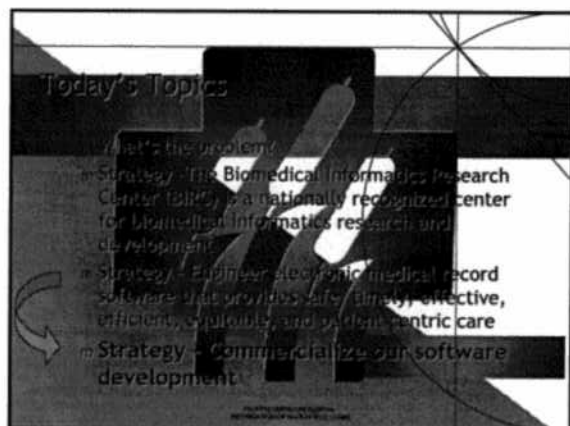 Today's Topics
What's the problem?
Strategy - The Biomedical Informatics Research
Center (BIRC) is a nationally recognized center
for biomedical informatics research and
development
Strategy - Engineer electronic medical record
software that provides safe, timely, effective,
efficient, equitable, and patient centric care
Strategy - Commercialize our software
development